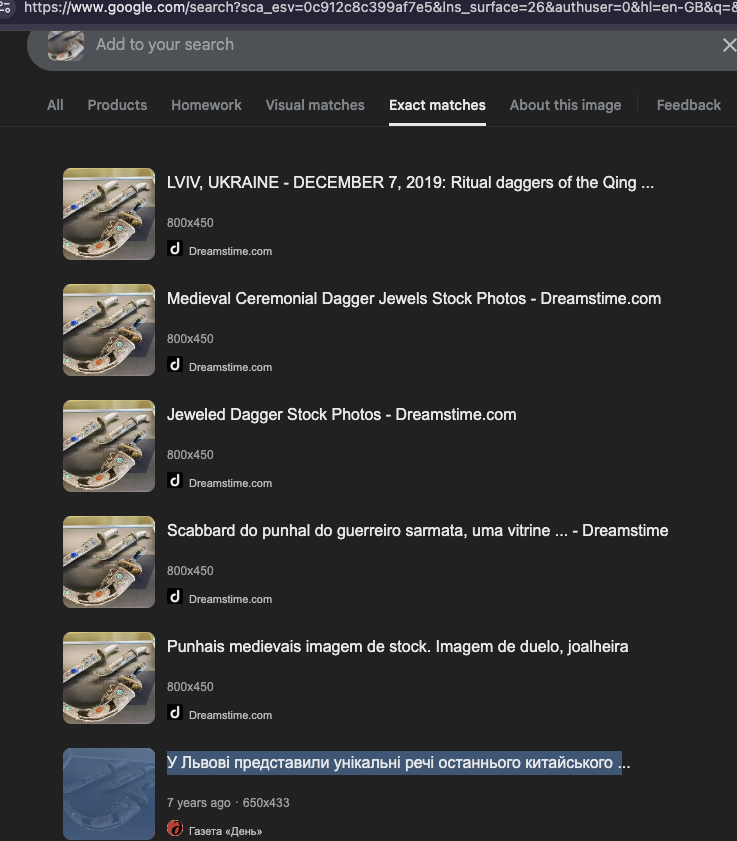 https://www.google.com/search?sca_esv=0c912c8c399af7e5&lns_surface=26&authuser=0&hl=en-GB&q=&
Add to your search
All Products Homework Visual matches Exact matches About this image Feedback
LVIV, UKRAINE - DECEMBER 7, 2019: Ritual daggers of the Qing ...
800x450
Dreamstime.com
Medieval Ceremonial Dagger Jewels Stock Photos - Dreamstime.com
800x450
Dreamstime.com
Jeweled Dagger Stock Photos - Dreamstime.com
800x450
Dreamstime.com
Scabbard do punhal do guerreiro sarmata, uma vitrine ... - Dreamstime
800x450
Dreamstime.com
Punhais medievais imagem de stock. Imagem de duelo, joalheira
800x450
Dreamstime.com
У Львові представили унікальні речі останнього китайського ...
7 years ago · 650x433
Газета «День»